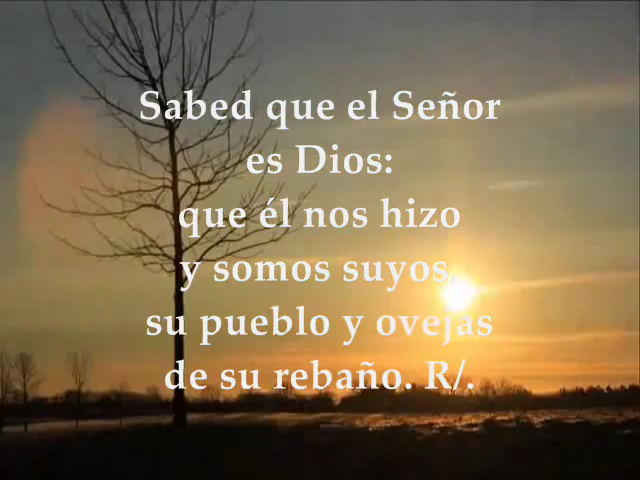 Sabed que el Señor
es Dios:
que él nos hizo
y somos suyos,
su pueblo y ovejas
de su rebaño. R/.